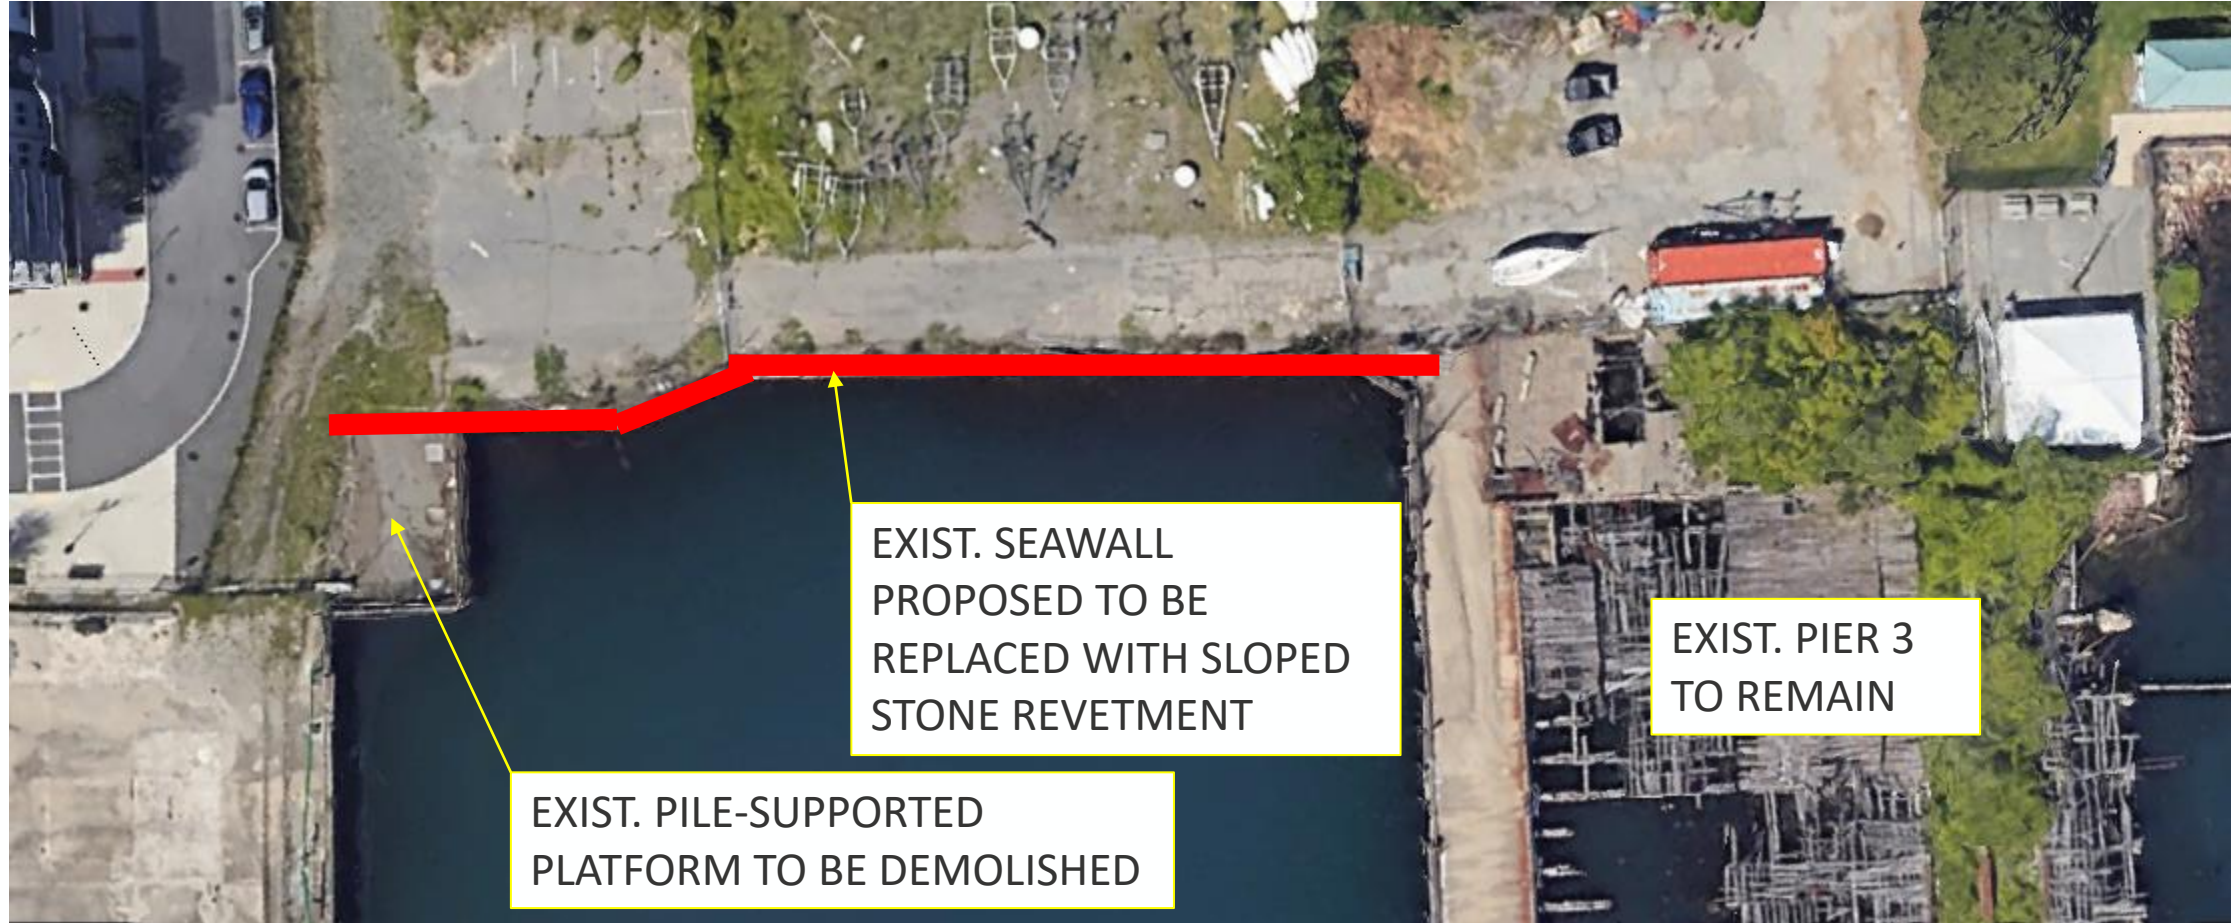 EXIST. SEAWALL
PROPOSED TO BE
REPLACED WITH SLOPED
STONE REVETMENT
EXIST. PIER 3
TO REMAIN
EXIST. PILE-SUPPORTED
PLATFORM TO BE DEMOLISHED